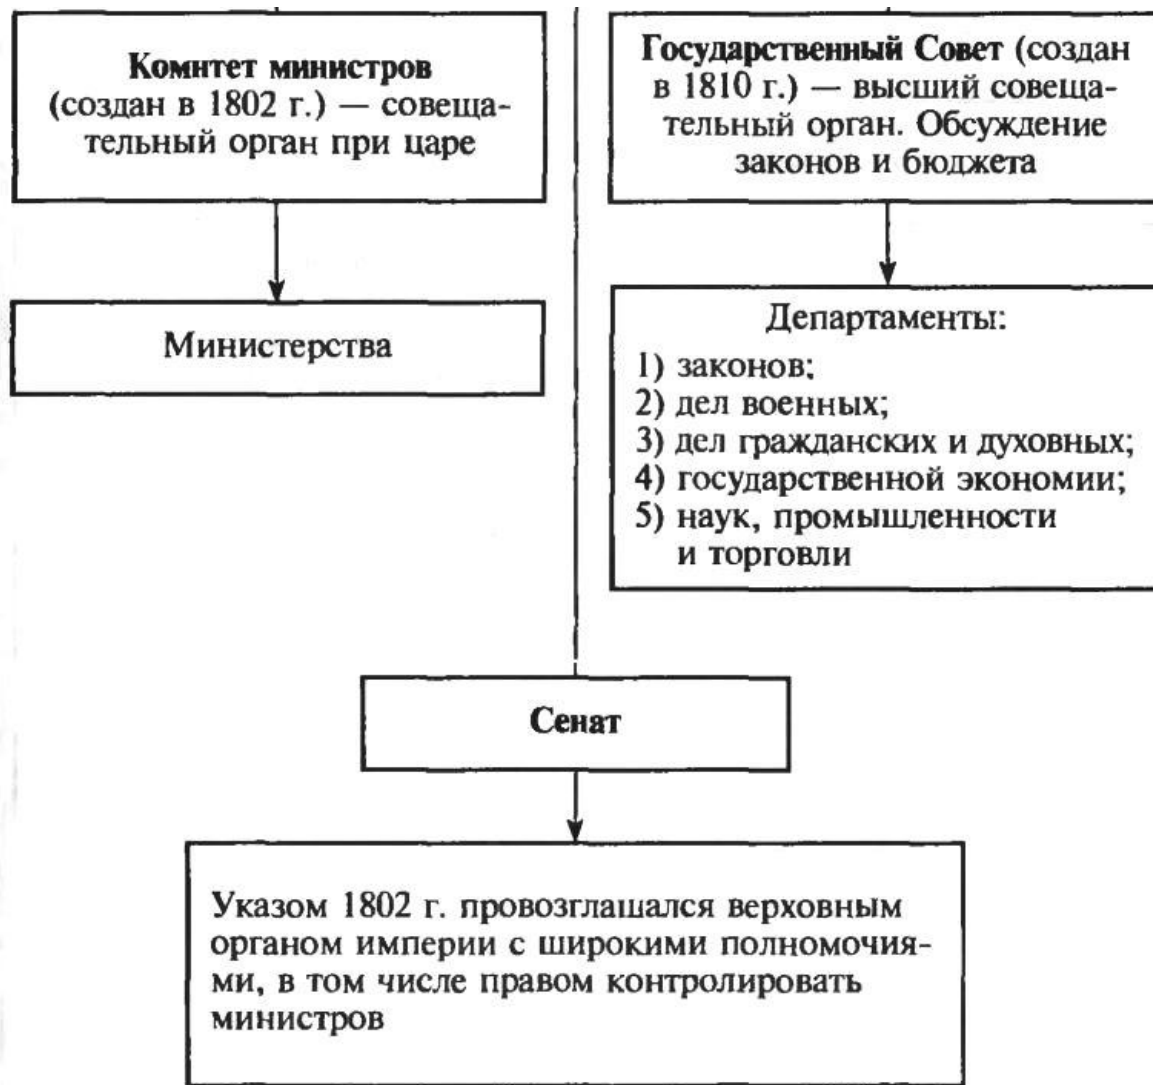 Комнтет министров
(создан в 1802 г.) — совеща-
тельный орган при царе
Государственный Совет (создан
в 1810 г.) — высший совеща-
тельный орган. Обсуждение
законов и бюджета
Министерства
Департаменты:
1) законов;
2) дел военных;
3) дел гражданских и духовных;
4) государственной экономии;
5) наук, промышленности
и торговли
Сенат
Указом 1802 г. провозглашался верховным
органом империи с широкими полномочия-
ми, в том числе правом контролировать
министров